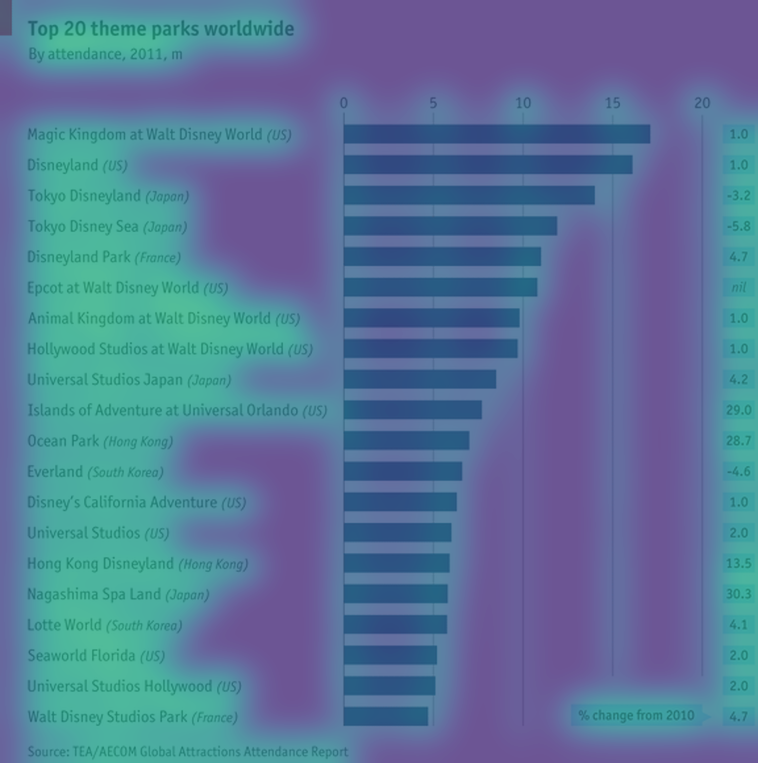 Top 20 theme parks worldwide
By attendance, 2011, m
0 5 10 15 20
Magic Kingdom at Walt Disney World (US) 1.0
Disneyland (US) 1.0
Tokyo Disneyland (Japan) -3.2
Tokyo Disney Sea (Japan) -5.8
Disneyland Park (France) 4.7
Epcot at Walt Disney World (US) nil
Animal Kingdom at Walt Disney World (US) 1.0
Hollywood Studios at Walt Disney World (US) 1.0
Universal Studios Japan (Japan) 4.2
Islands of Adventure at Universal Orlando (US) 29.0
Ocean Park (Hong Kong) 28.7
Everland (South Korea) -4.6
Disney's California Adventure (US) 1.0
Universal Studios (US) 2.0
Hong Kong Disneyland (Hong Kong) 13.5
Nagashima Spa Land (Japan) 30.3
Lotte World (South Korea) 4.1
Seaworld Florida (US) 2.0
Universal Studios Hollywood (US) 2.0
Walt Disney Studios Park (France) % change from 2010 4.7
Source: TEA/AECOM Global Attractions Attendance Report